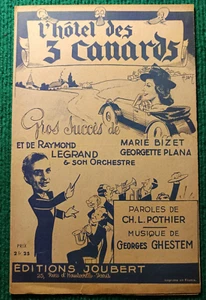 l'hôtel des
3 canards
Gros Succès de
MARIE BIZET
GEORGETTE PLANA
ET DE RAYMOND
LEGRAND
& SON ORCHESTRE
PAROLES DE
CH. L. POTHIER
MUSIQUE DE
GEORGES GHESTEM
PRIX
EDITIONS JOUBERT